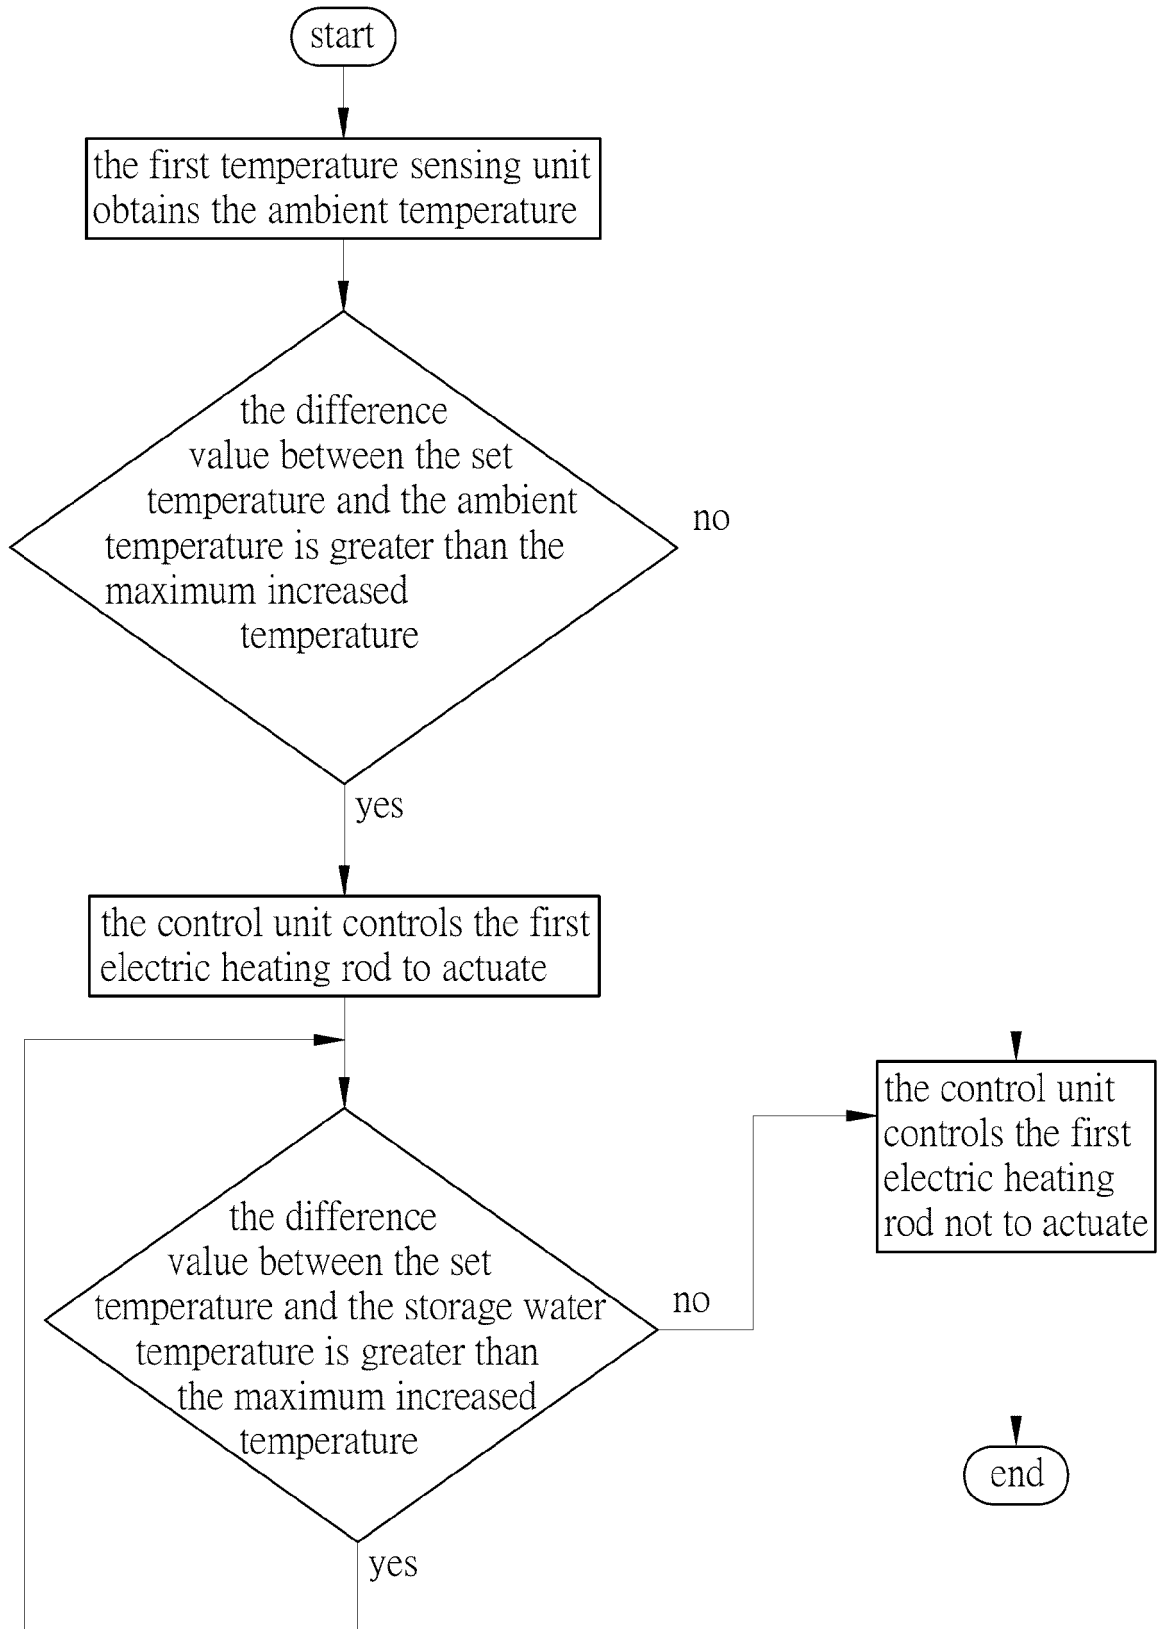 start
the first temperature sensing unit
obtains the ambient temperature
the difference
value between the set
temperature and the ambient
temperature is greater than the
maximum increased
temperature
no
yes
the control unit controls the first
electric heating rod to actuate
the difference
value between the set
temperature and the storage water
temperature is greater than
the maximum increased
temperature
no
yes
the control unit
controls the first
electric heating
rod not to actuate
end